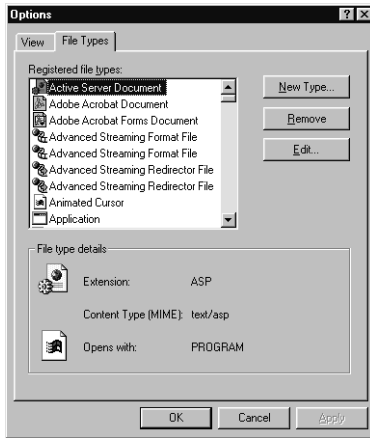 Options
View File Types
Registered file types:
Active Server Document
Adobe Acrobat Document
Adobe Acrobat Forms Document
Advanced Streaming Format File
Advanced Streaming Format File
Advanced Streaming Redirector File
Advanced Streaming Redirector File
Animated Cursor
Application
New Type...
Remove
Edit...
File type details
Extension: ASP
Content Type (MIME): text/asp
Opens with: PROGRAM
OK Cancel Apply